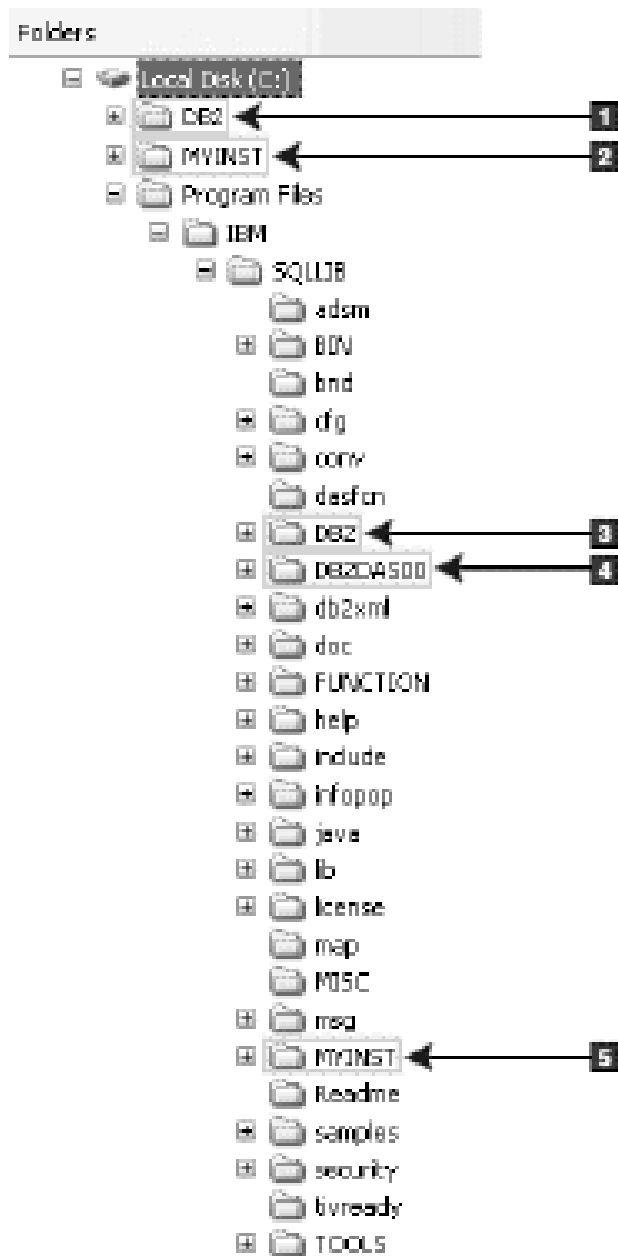 Folders
Local Disk (C:)
DB2 1
MYINST 2
Program Files
IBM
SQLLIB
adsm
BIN
bnd
cfg
conv
dasfcn
DB2 3
DB2DAS00 4
db2xml
doc
FUNCTION
help
include
infopop
java
lib
license
map
MISC
msg
MYINST 5
Readme
samples
security
tivready
TOOLS